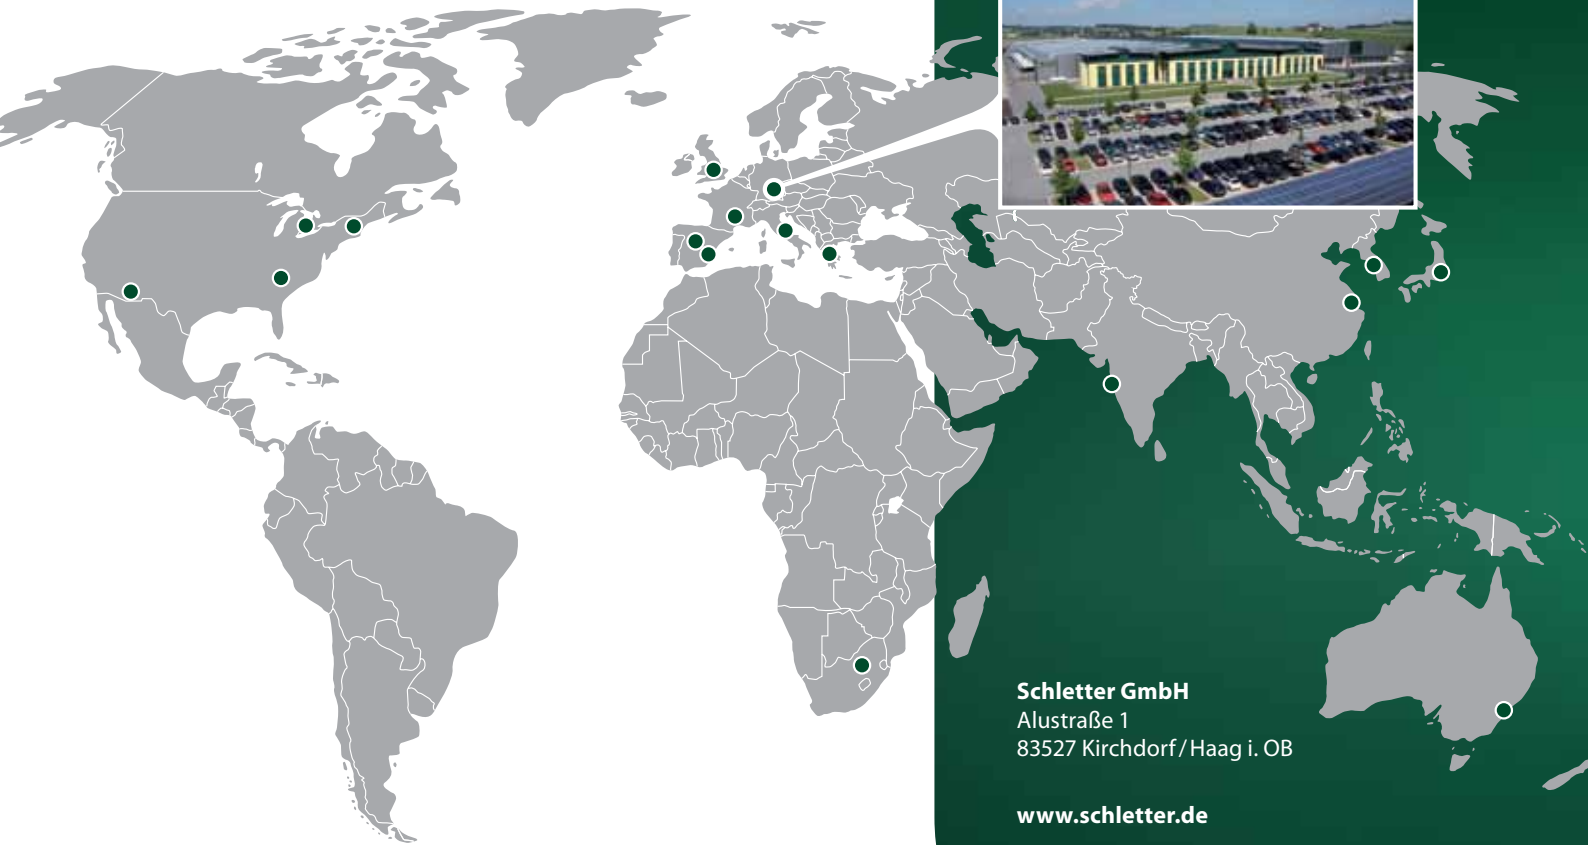 Schletter GmbH
Alustraße 1
83527 Kirchdorf / Haag i. OB
www.schletter.de